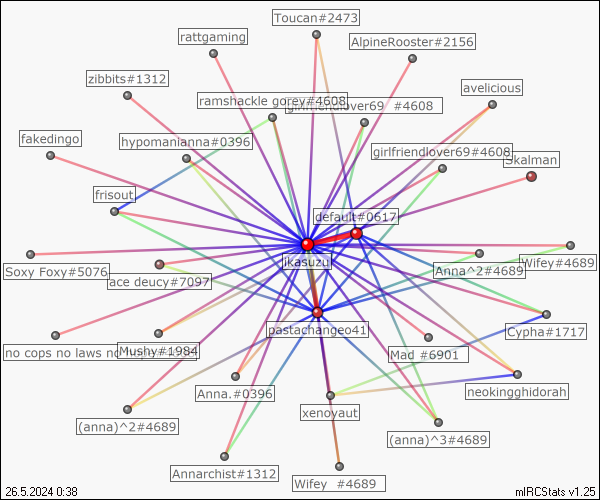 Toucan#2473
rattgaming
AlpineRooster#2156
zibbits#1312
avelicious
ramshackle gorey#4608
girlfriendlover69 #4608
fakedingo
hypomanianna#0396
girlfriendlover69#4608
Skalman
frisout
default#0617
jikasuzu
Soxy Foxy#5076
ace deucy#7097
Anna^2#4689
Wifey#4689
pastachangeo41
Cypha#1717
no cops no laws no
Mushy#1984
Mad #6901
Anna.#0396
neokingghidorah
xenoyaut
(anna)^2#4689
(anna)^3#4689
Annarchist#1312
Wifey #4689
26.5.2024 0:38
mIRCStats v1.25